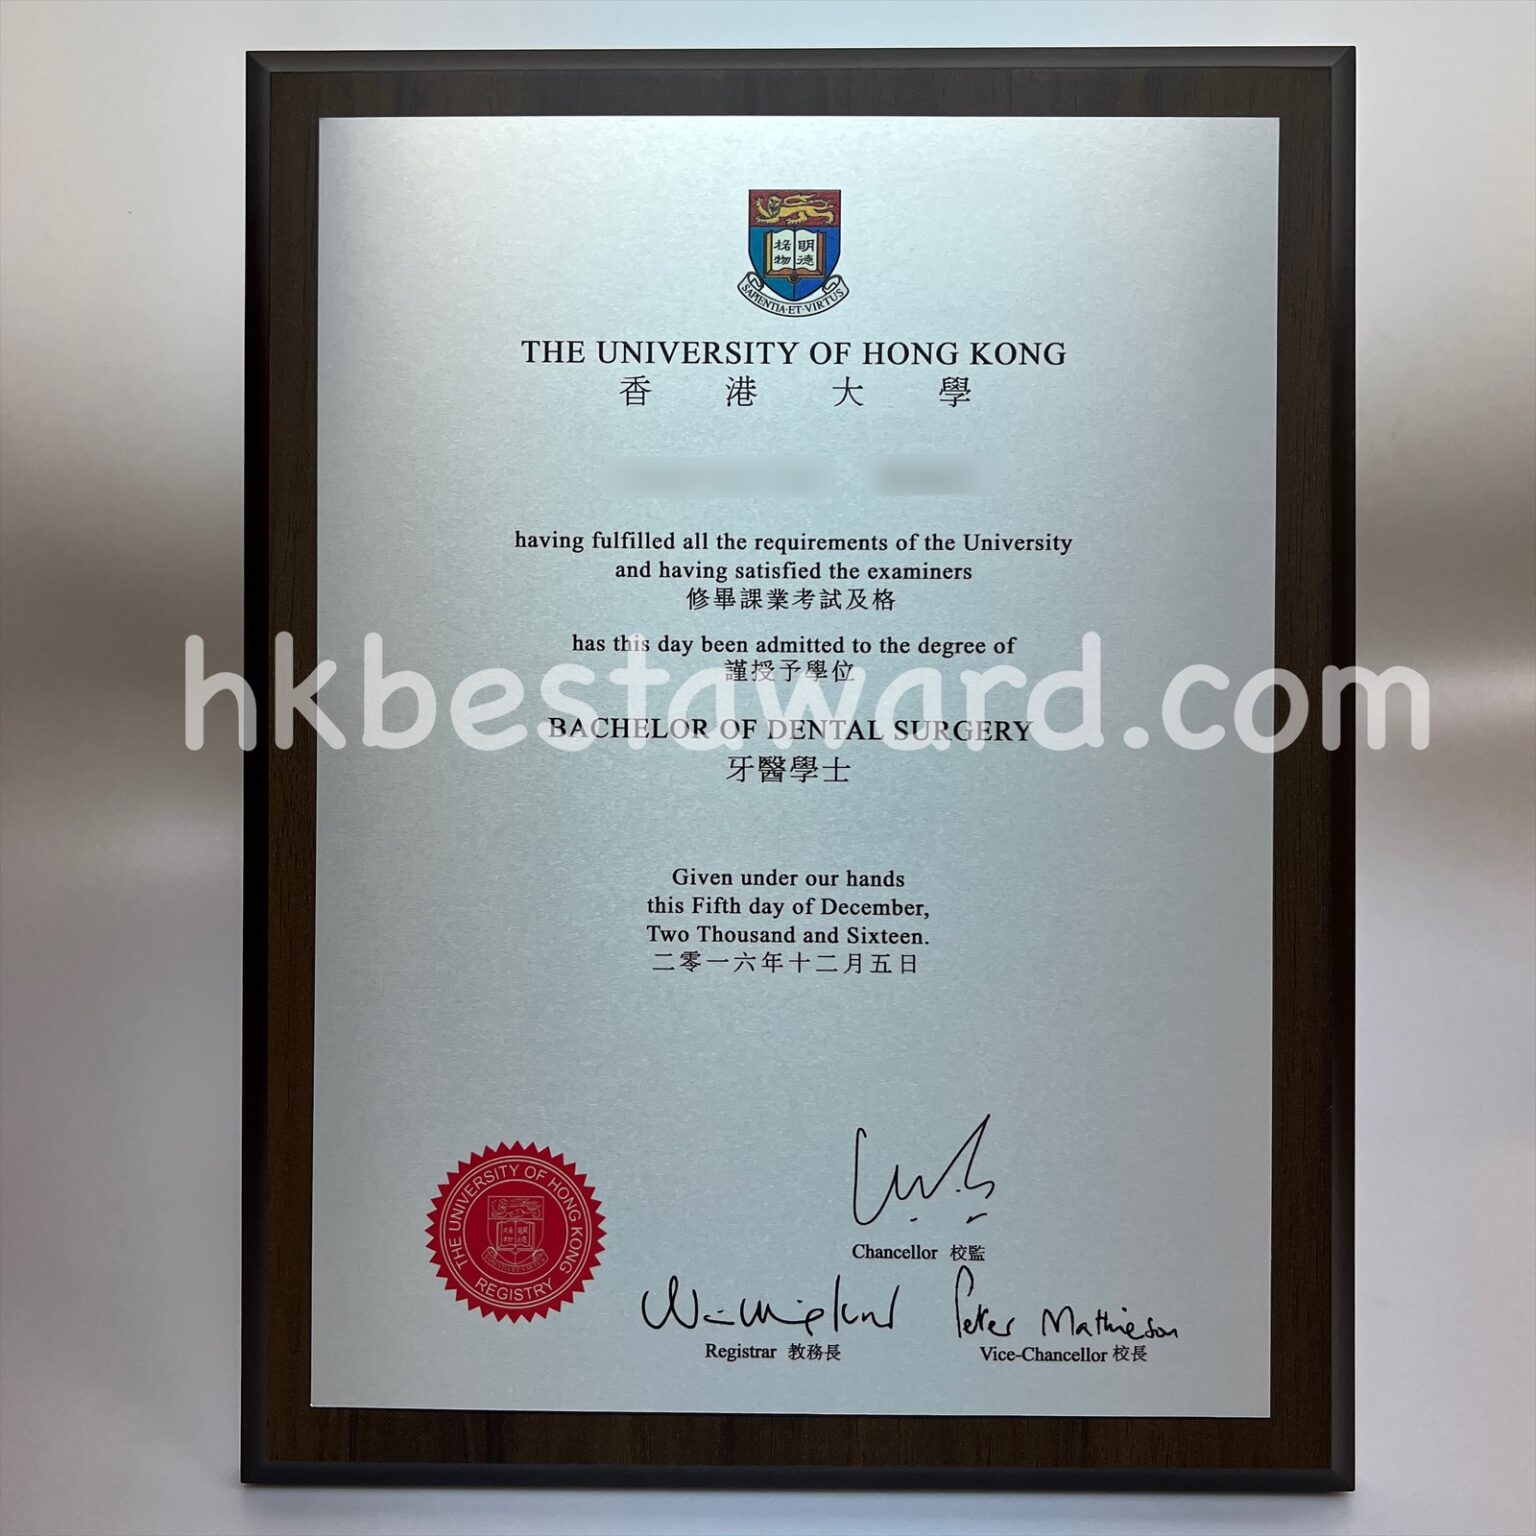 格物 明德
SAPIENTIA·ET·VIRTUS
THE UNIVERSITY OF HONG KONG
香港大學
having fulfilled all the requirements of the University
and having satisfied the examiners
修畢課業考試及格
has this day been admitted to the degree of
謹授予學位
hkbestaward.com
BACHELOR OF DENTAL SURGERY
牙醫學士
Given under our hands
this Fifth day of December,
Two Thousand and Sixteen.
二零一六年十二月五日
THE UNIVERSITY OF HONG KONG
REGISTRY
Chancellor 校監
Peter Mathieson
Registrar 教務長
Vice-Chancellor 校長